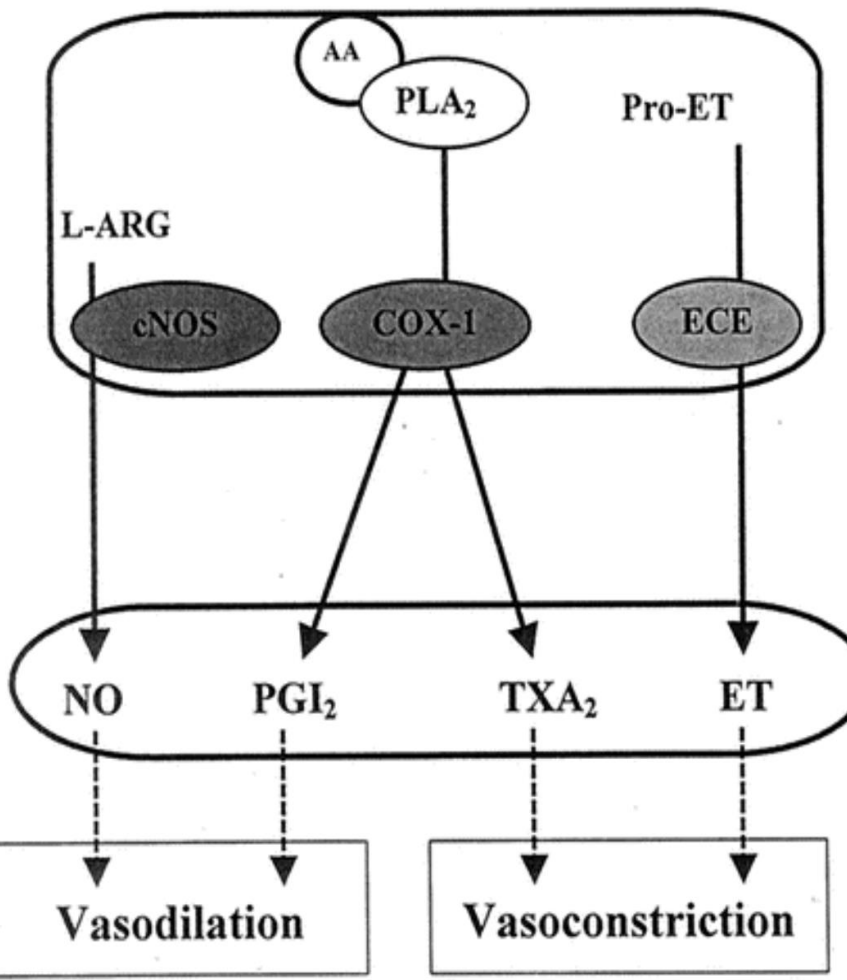 AA
PLA₂
Pro-ET
L-ARG
cNOS
COX-1
ECE
NO
PGI₂
TXA₂
ET
Vasodilation
Vasoconstriction